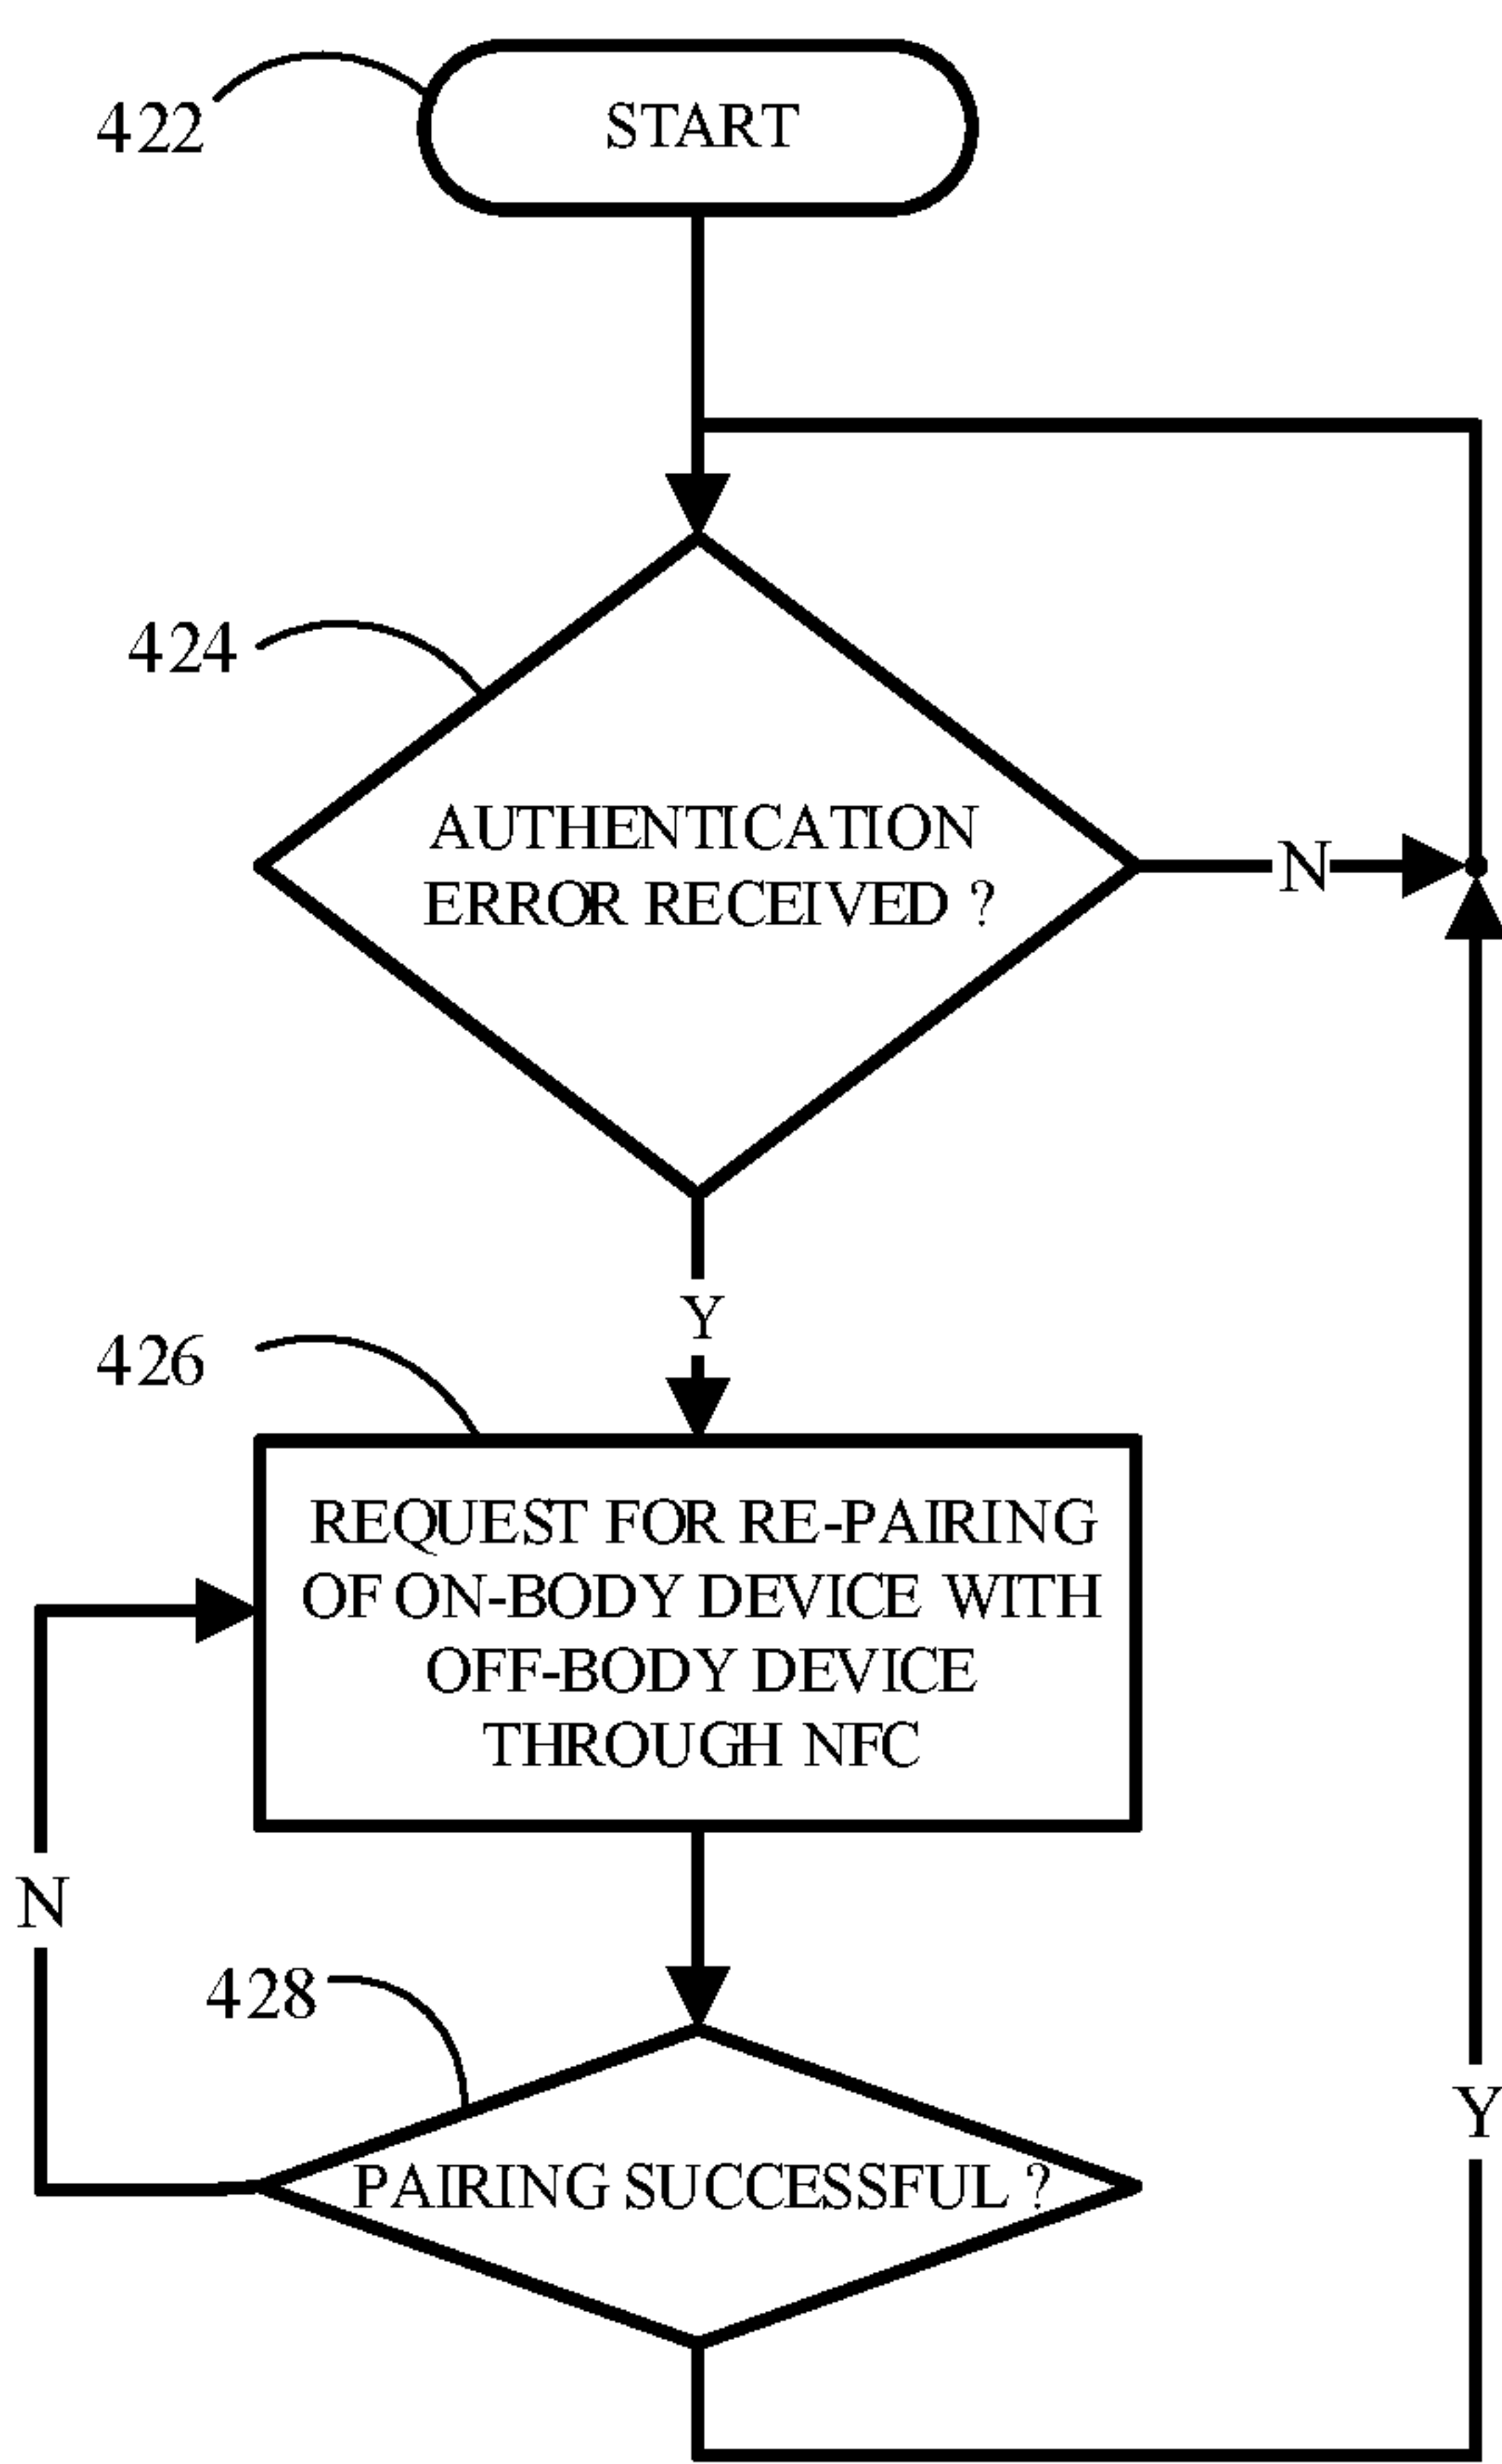 422
START
424
AUTHENTICATION
ERROR RECEIVED ?
N
Y
426
REQUEST FOR RE-PAIRING
OF ON-BODY DEVICE WITH
OFF-BODY DEVICE
THROUGH NFC
N
428
Y
PAIRING SUCCESSFUL ?